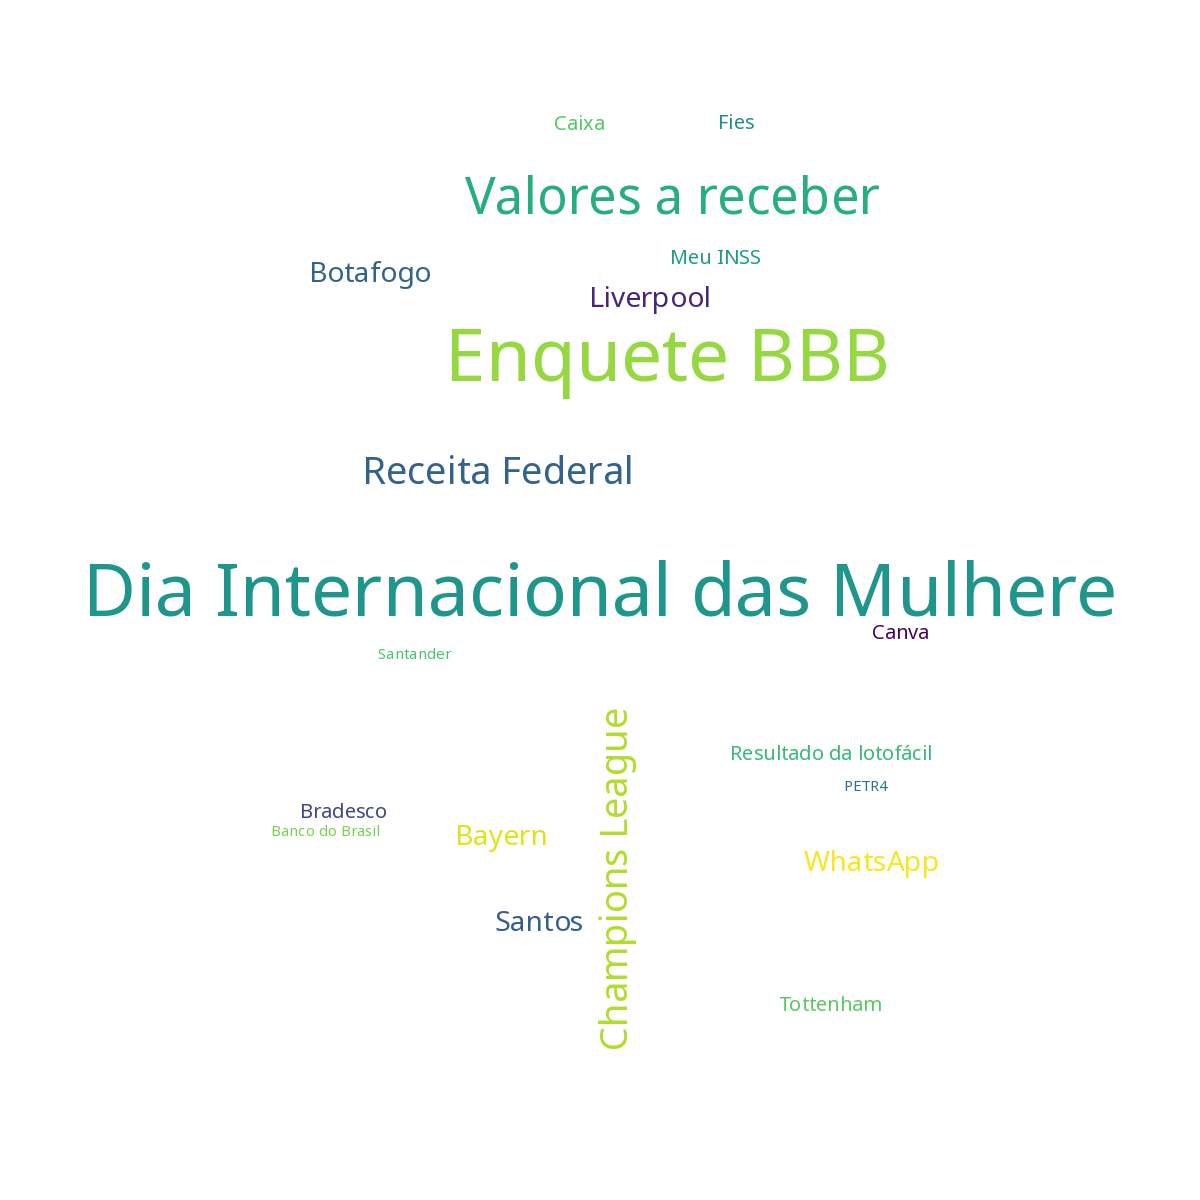 Caixa
Fies
Valores a receber
Meu INSS
Botafogo
Liverpool
Enquete BBB
Receita Federal
Dia Internacional das Mulhere
Canva
Santander
Champions League
Resultado da lotofácil
PETR4
Bradesco
Banco do Brasil
Bayern
WhatsApp
Santos
Tottenham